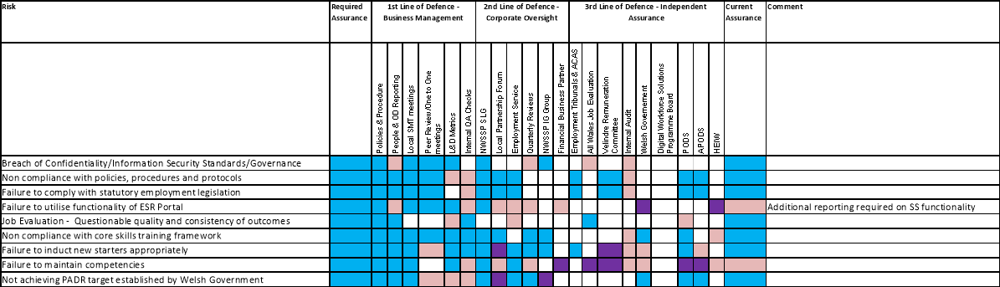 Risk
Required
Assurance
1st Line of Defence -
Business Management
2nd Line of Defence -
Corporate Oversight
3rd Line of Defence - Independent
Assurance
Current
Assurance
Comment
Policies & Procedure
People & OD Reporting
Local SMT meetings
Peer Review/One to One
meetings
L&D Metrics
Internal QA Checks
NWSSP SLG
Local Partnership Forum
Employment Service
Quarterly Reviews
NWSSP IG Group
Financial Business Partner
Employment Tribunals & ACAS
All Wales Job Evaluation
Velindre Remuneration
Committee
Internal Audit
Welsh Governement
Digital Workforce Solutions
Programme Board
PODS
APODS
HEIW
Breach of Confidentiality/Information Security Standards/Governance
Non compliance with policies, procedures and protocols
Failure to comply with statutory employment legislation
Failure to utilise functionality of ESR Portal
Additional reporting required on SS functionality
Job Evaluation - Questionable quality and consistency of outcomes
Non compliance with core skills training framework
Failure to induct new starters appropriately
Failure to maintain competencies
Not achieving PADR target established by Welsh Government